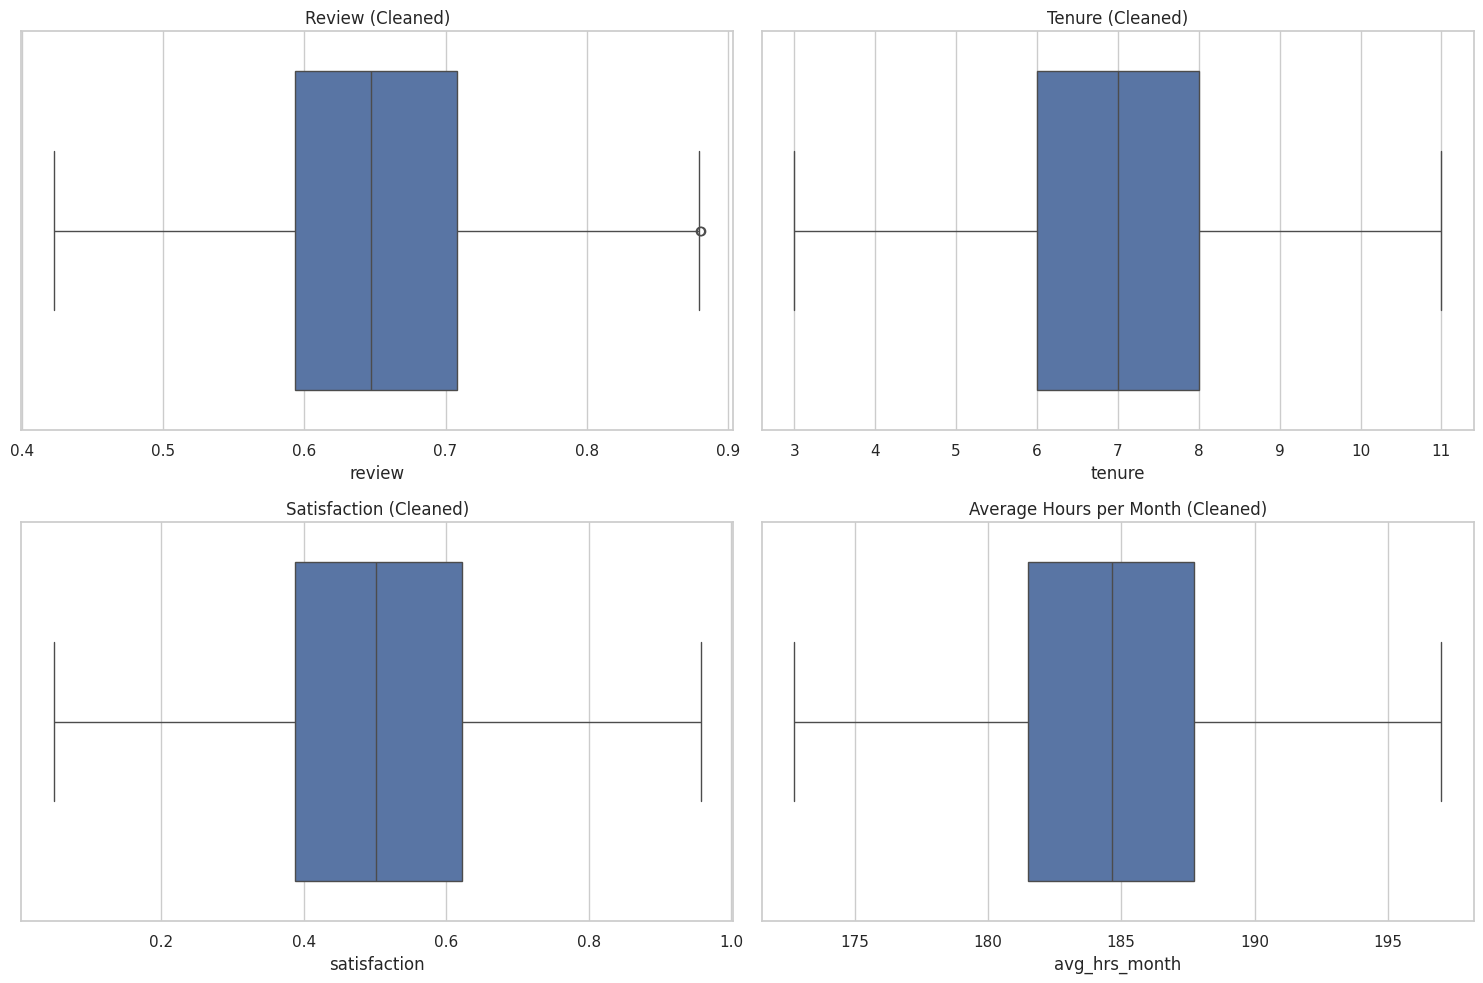 Review (Cleaned)
0.4 0.5 0.6 0.7 0.8 0.9
review
Tenure (Cleaned)
3 4 5 6 7 8 9 10 11
tenure
Satisfaction (Cleaned)
0.2 0.4 0.6 0.8 1.0
satisfaction
Average Hours per Month (Cleaned)
175 180 185 190 195
avg_hrs_month